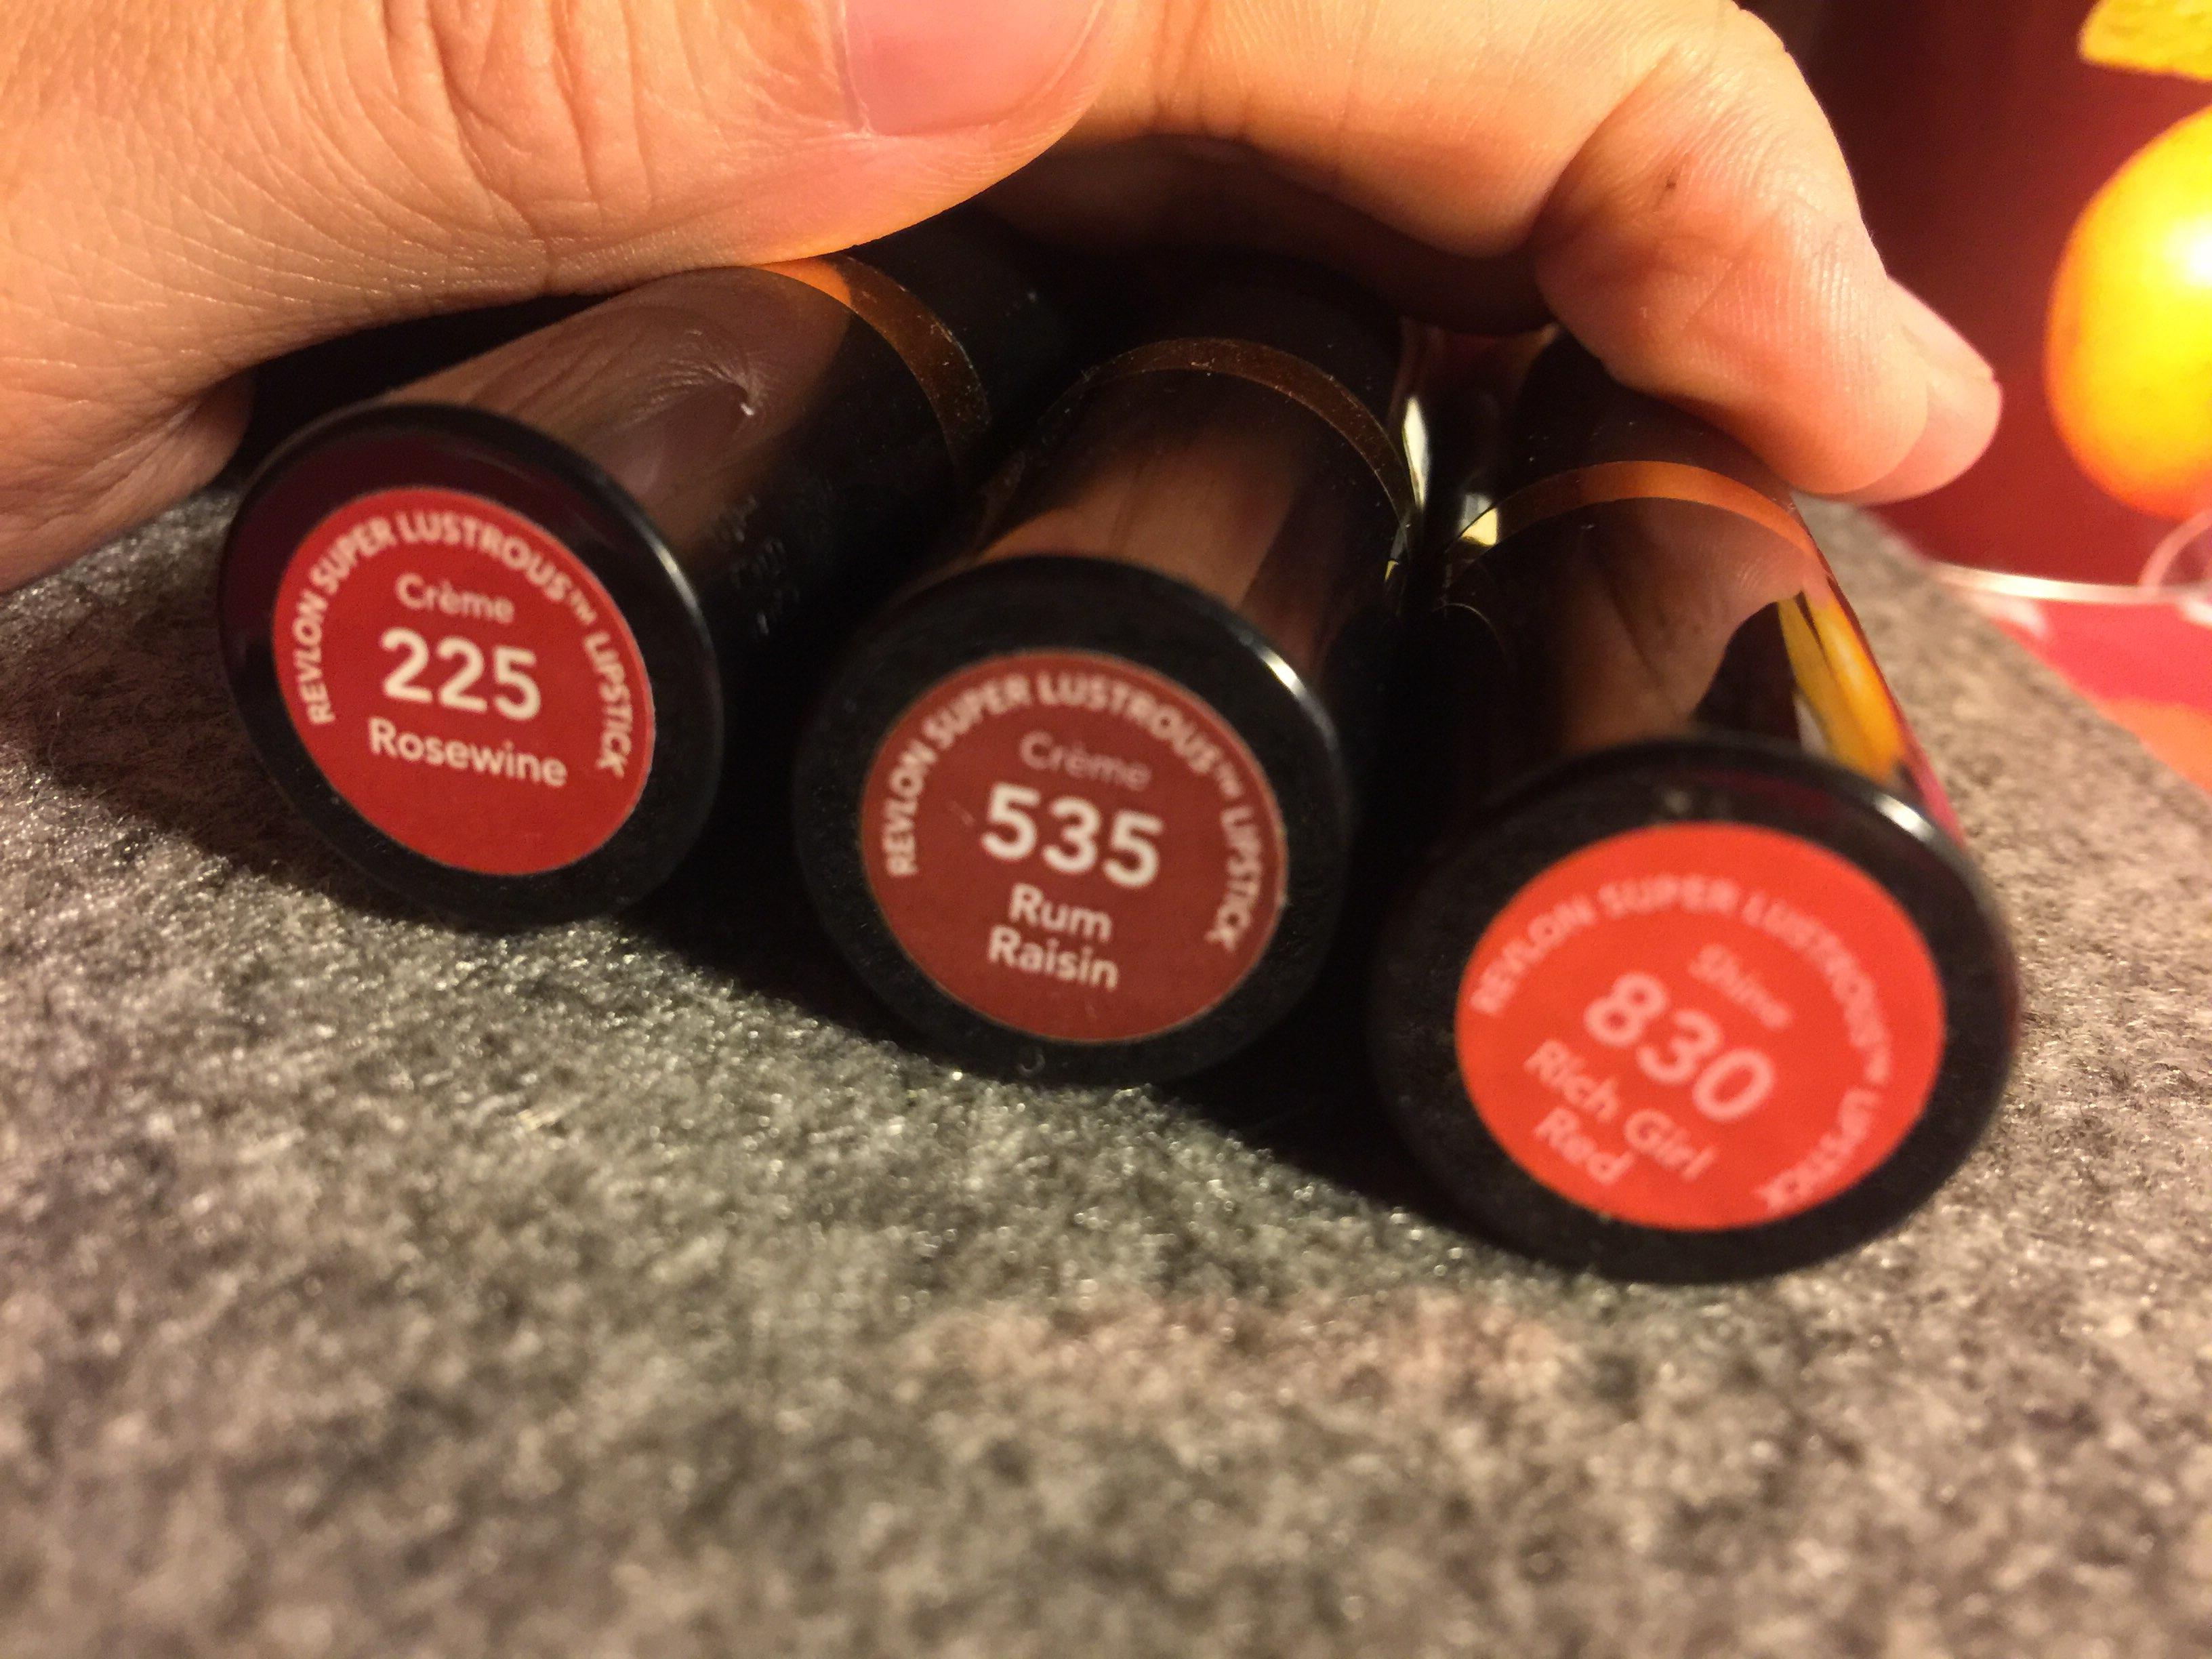 REVLON SUPER LUSTROUS™ LIPSTICK
Crème
225
Rosewine
REVLON SUPER LUSTROUS™ LIPSTICK
Crème
535
Rum
Raisin
REVLON SUPER LUSTROUS™ LIPSTICK
Shine
830
Rich Girl
Red